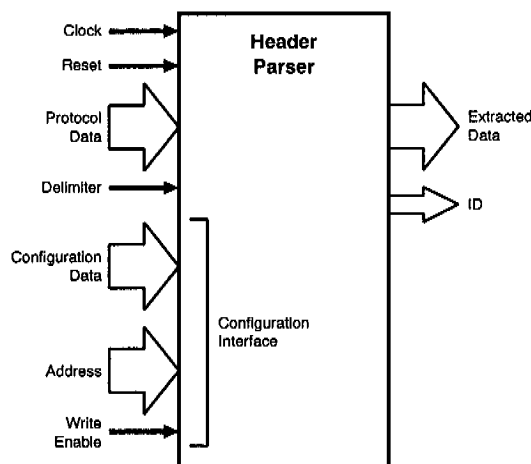 Clock
Header
Parser
Reset
Protocol
Data
Extracted
Data
Delimiter
ID
Configuration
Data
Configuration
Interface
Address
Write
Enable